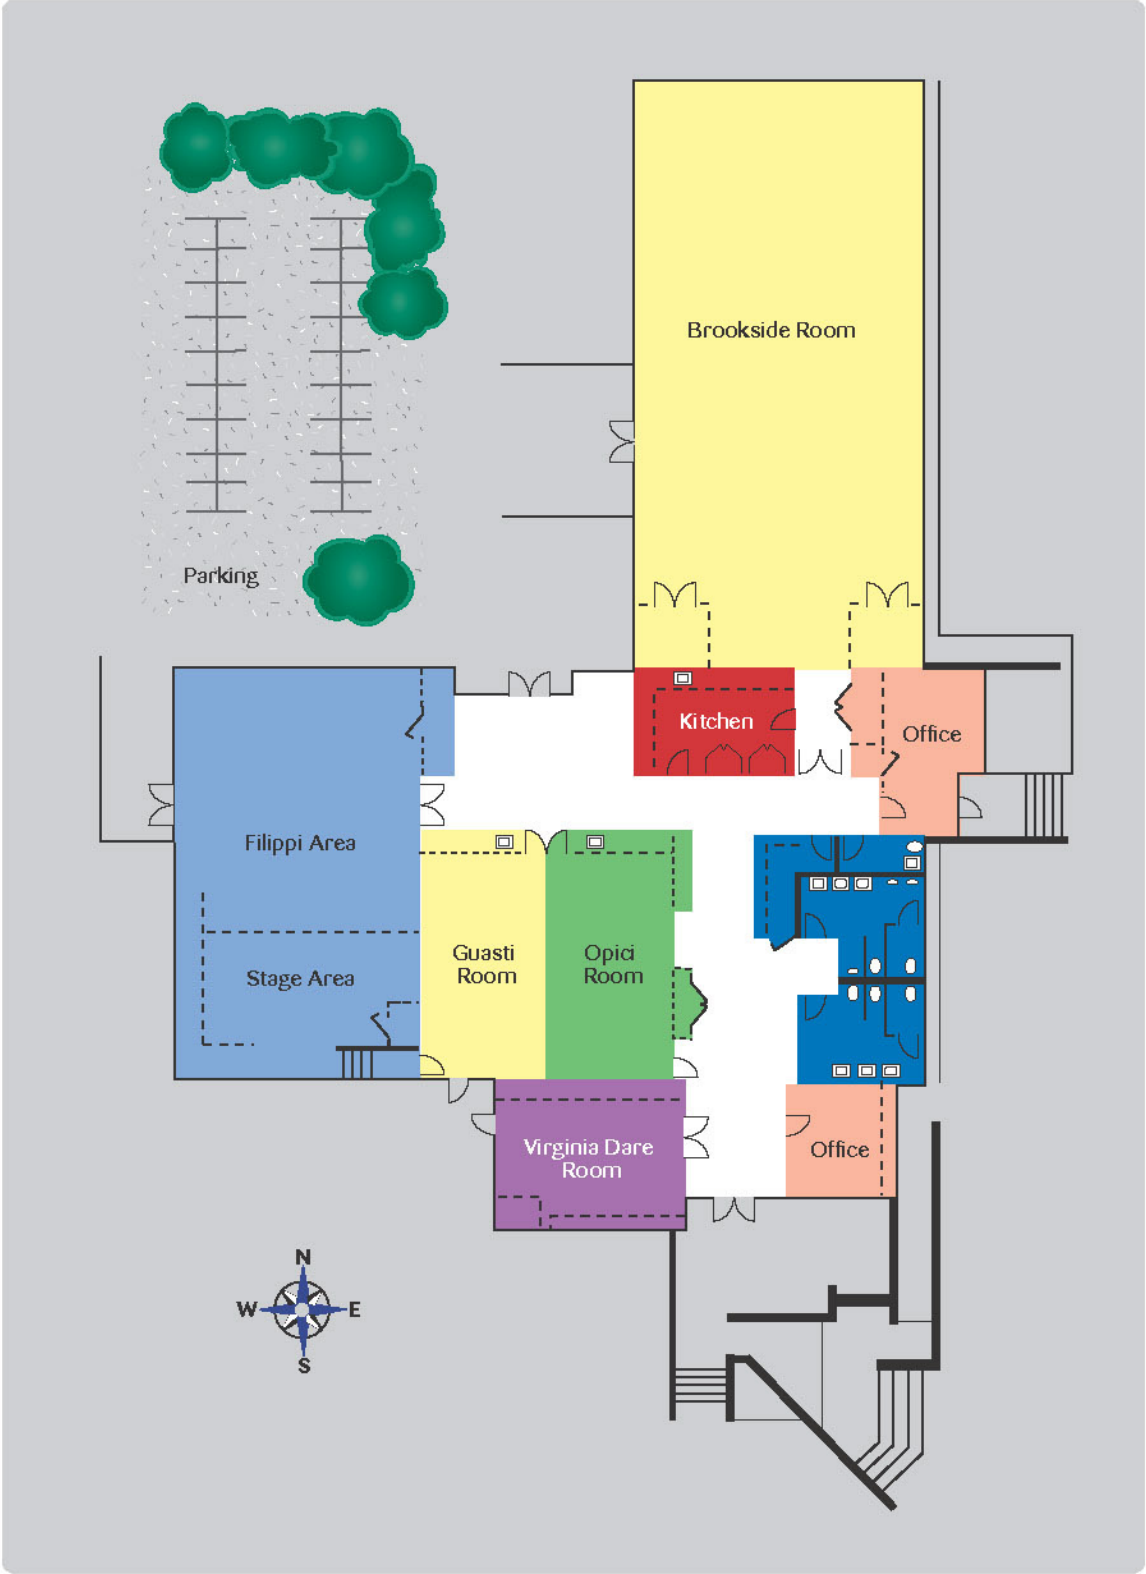 Brookside Room
Parking
Kitchen
Office
Filippi Area
Guasti
Room
Opici
Room
Stage Area
Virginia Dare
Room
Office
N
W
E
S